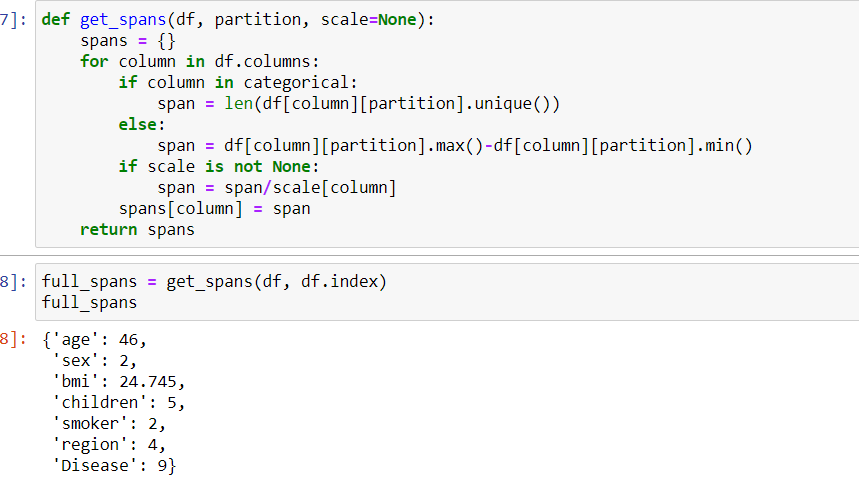 7]: def get_spans(df, partition, scale=None):
    spans = {}
    for column in df.columns:
        if column in categorical:
            span = len(df[column][partition].unique())
        else:
            span = df[column][partition].max()-df[column][partition].min()
        if scale is not None:
            span = span/scale[column]
        spans[column] = span
    return spans
8]: full_spans = get_spans(df, df.index)
full_spans
8]: {'age': 46,
 'sex': 2,
 'bmi': 24.745,
 'children': 5,
 'smoker': 2,
 'region': 4,
 'Disease': 9}